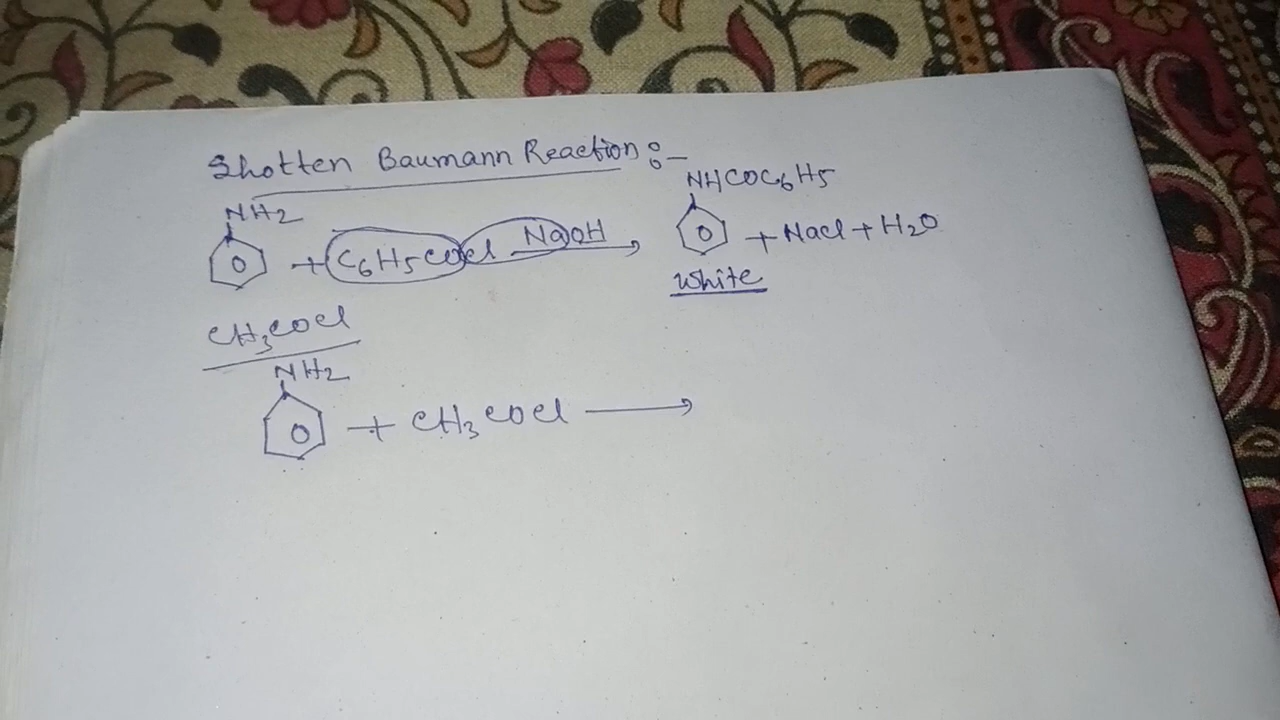 Shotten Baumann Reaction :-
NH2 NHCOC6H5
+ C6H5COCl NaOH → + NaCl + H2O
White
CH3COCl
NH2
+ CH3COCl →